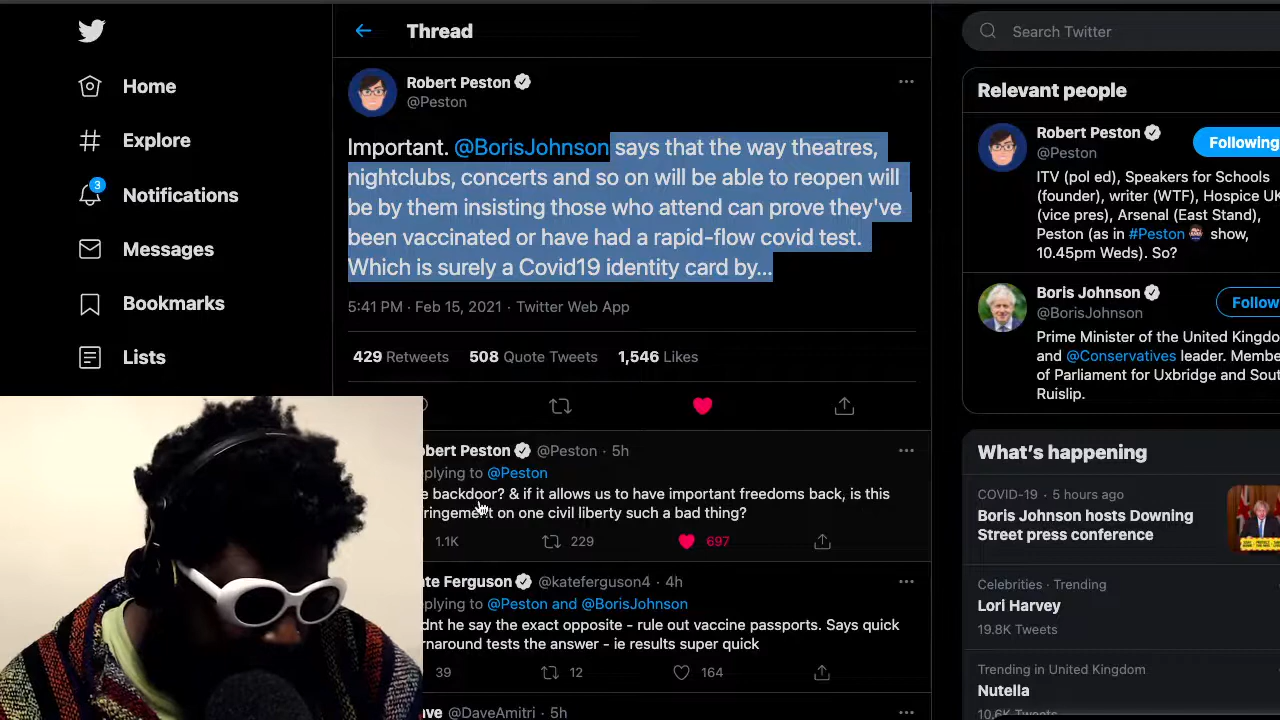 Thread
Search Twitter
Home
Explore
3
Notifications
Messages
Bookmarks
Lists
Robert Peston
@Peston
Important. @BorisJohnson says that the way theatres,
nightclubs, concerts and so on will be able to reopen will
be by them insisting those who attend can prove they've
been vaccinated or have had a rapid-flow covid test.
Which is surely a Covid19 identity card by...
5:41 PM · Feb 15, 2021 · Twitter Web App
429 Retweets 508 Quote Tweets 1,546 Likes
bert Peston @Peston · 5h
plying to @Peston
e backdoor? & if it allows us to have important freedoms back, is this
ringement on one civil liberty such a bad thing?
1.1K 229 697
te Ferguson @kateferguson4 · 4h
plying to @Peston and @BorisJohnson
dnt he say the exact opposite - rule out vaccine passports. Says quick
rnaround tests the answer - ie results super quick
39 12 164
ve @DaveAmitri · 5h
Relevant people
Robert Peston
@Peston
Following
ITV (pol ed), Speakers for Schools
(founder), writer (WTF), Hospice UK
(vice pres), Arsenal (East Stand),
Peston (as in #Peston show,
10.45pm Weds). So?
Boris Johnson
@BorisJohnson
Follow
Prime Minister of the United Kingdo
and @Conservatives leader. Membe
of Parliament for Uxbridge and Sout
Ruislip.
What's happening
COVID-19 · 5 hours ago
Boris Johnson hosts Downing
Street press conference
Celebrities · Trending
Lori Harvey
19.8K Tweets
Trending in United Kingdom
Nutella
10.6K Tweets